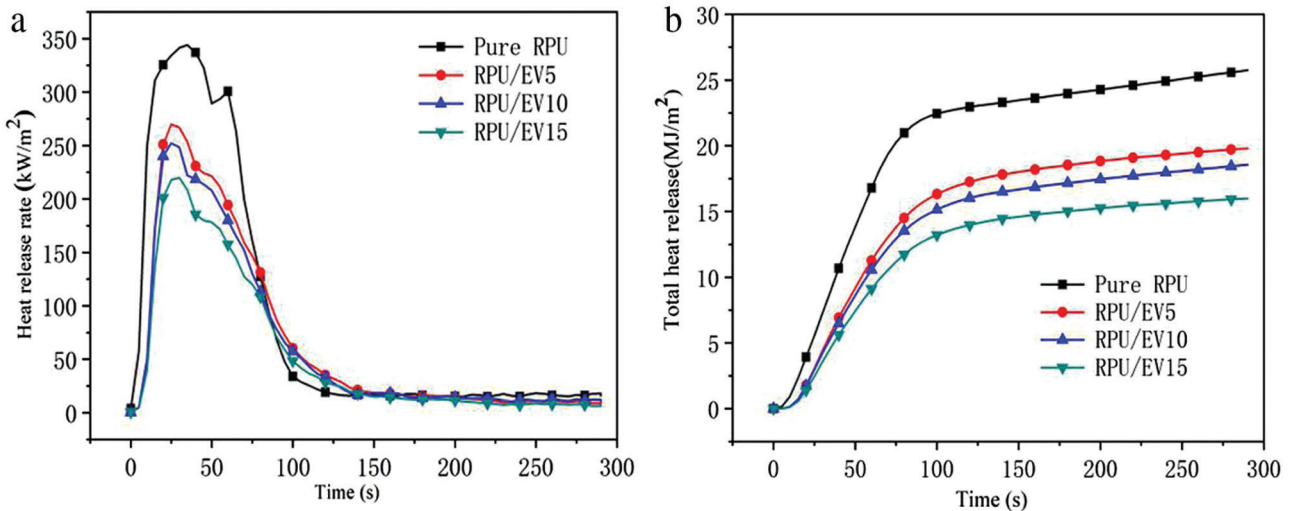 a
Heat release rate (kW/m²)
350
300
250
200
150
100
50
0
0 50 100 150 200 250 300
Time (s)
Pure RPU
RPU/EV5
RPU/EV10
RPU/EV15
b
Total heat release(MJ/m²)
30
25
20
15
10
5
0
0 50 100 150 200 250 300
Time (s)
Pure RPU
RPU/EV5
RPU/EV10
RPU/EV15